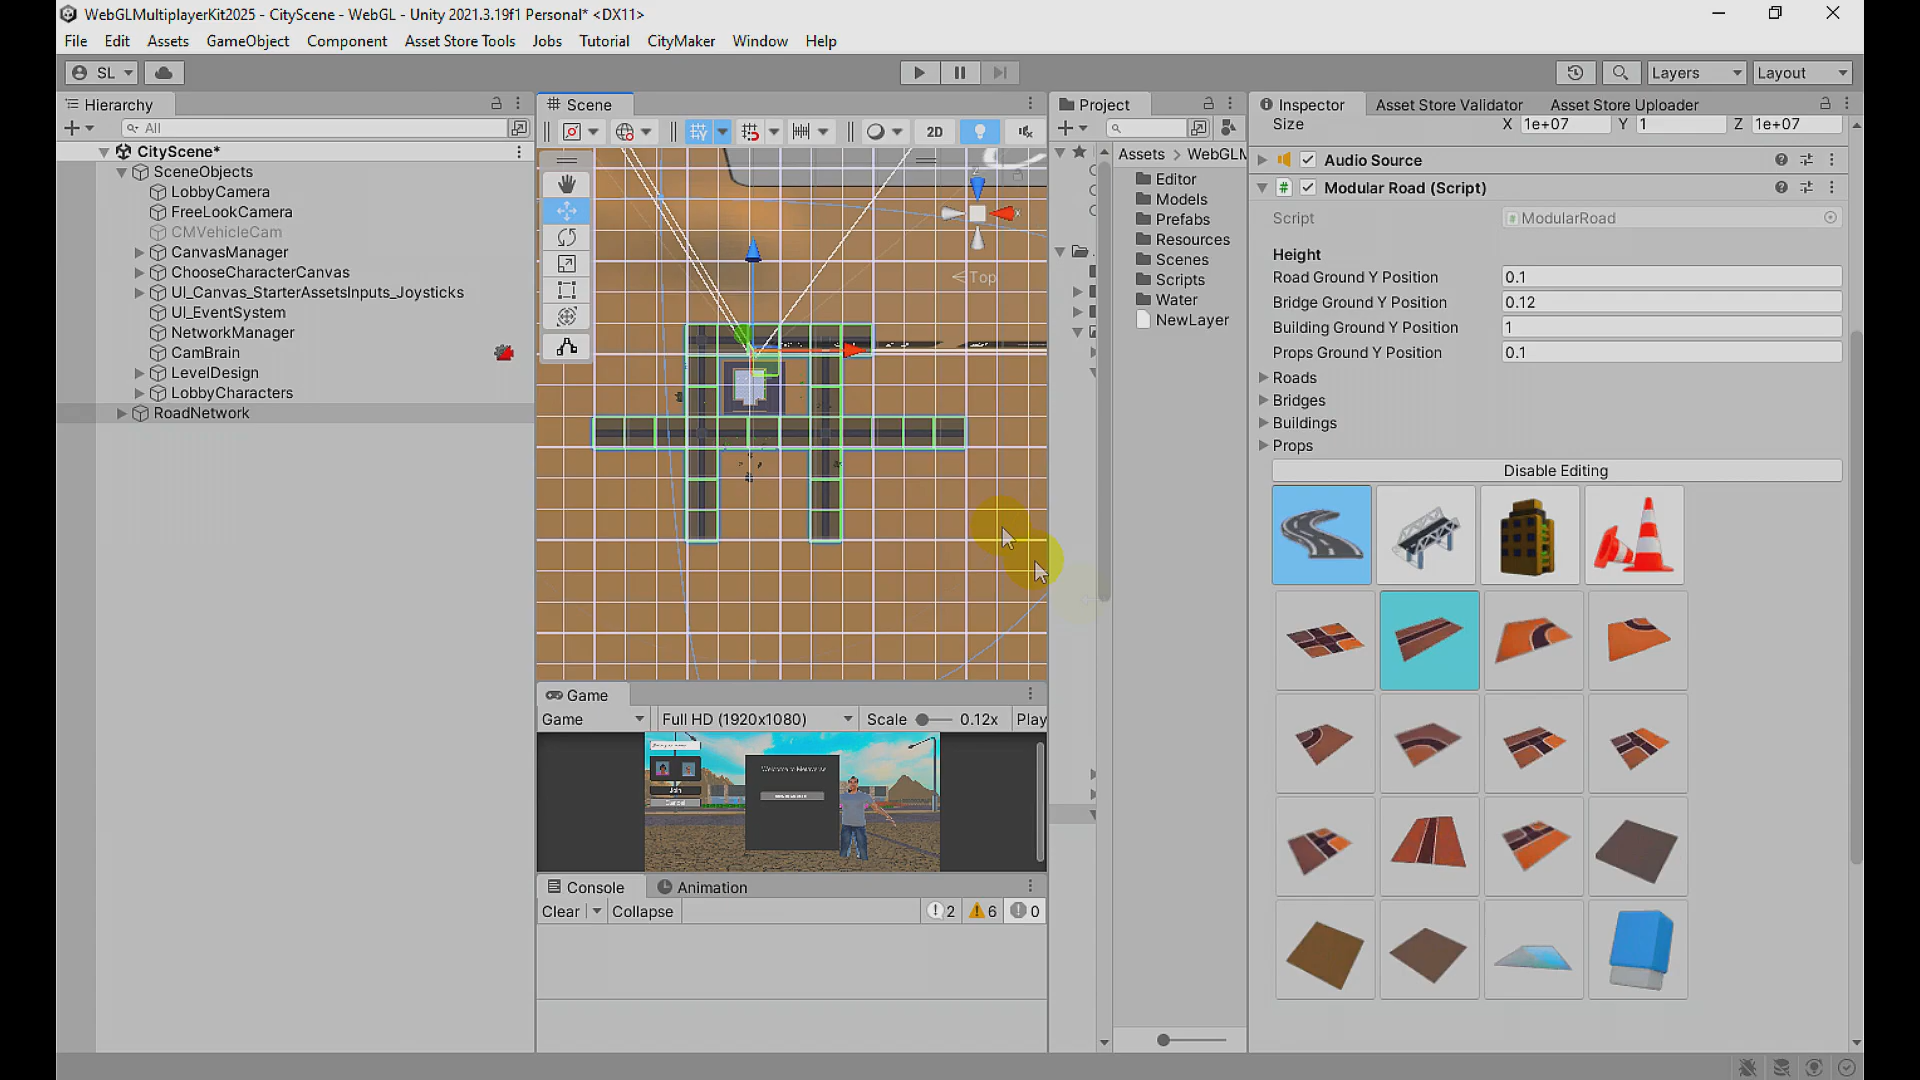 WebGLMultiplayerKit2025 - CityScene - WebGL - Unity 2021.3.19f1 Personal* <DX11>
File Edit Assets GameObject Component Asset Store Tools Jobs Tutorial CityMaker Window Help
SL
Layers
Layout
Hierarchy
All
CityScene*
SceneObjects
LobbyCamera
FreeLookCamera
CMVehicleCam
CanvasManager
ChooseCharacterCanvas
UI_Canvas_StarterAssetsInputs_Joysticks
UI_EventSystem
NetworkManager
CamBrain
LevelDesign
LobbyCharacters
RoadNetwork
Scene
2D
x
Top
Game
Game
Full HD (1920x1080)
Scale 0.12x Play
Welcome to Metaverse
Join
Cancel
Console
Animation
Clear
Collapse
2
6
0
Project
Assets > WebGLM
Editor
Models
Prefabs
Resources
Scenes
Scripts
Water
NewLayer
Inspector
Asset Store Validator
Asset Store Uploader
Size X 1e+07 Y 1 Z 1e+07
Audio Source
# Modular Road (Script)
Script ModularRoad
Height
Road Ground Y Position 0.1
Bridge Ground Y Position 0.12
Building Ground Y Position 1
Props Ground Y Position 0.1
Roads
Bridges
Buildings
Props
Disable Editing